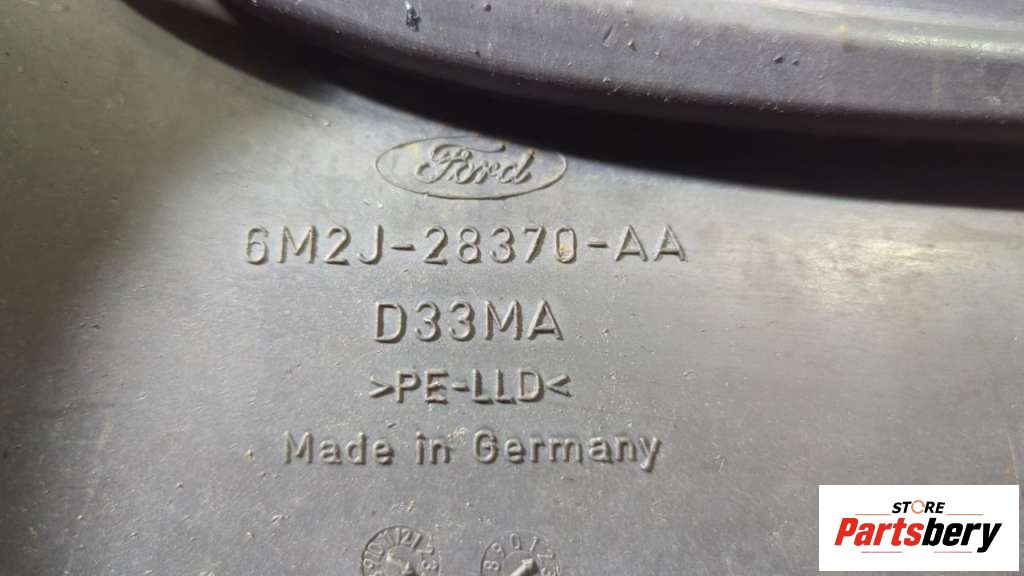 Ford
6M2J-28370-AA
D33MA
>PE-LLD<
Made in Germany
STORE
Partsbery